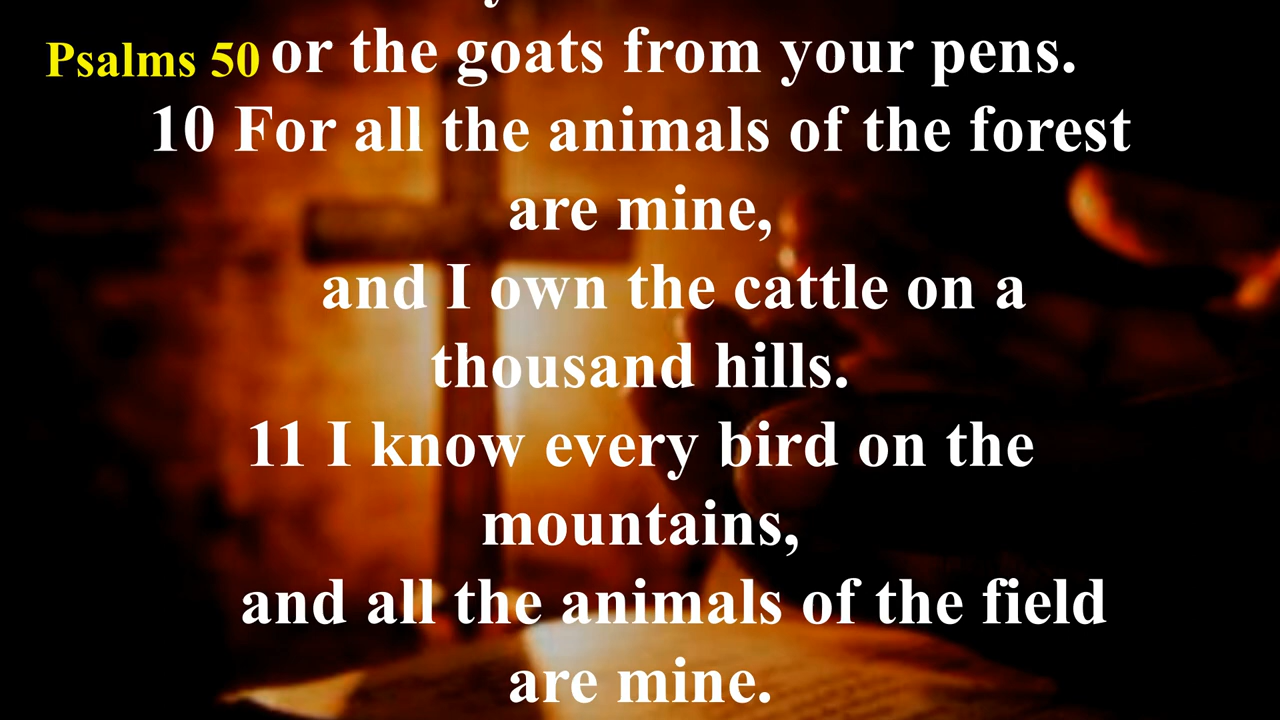 Psalms 50 or the goats from your pens.
10 For all the animals of the forest
are mine,
and I own the cattle on a
thousand hills.
11 I know every bird on the
mountains,
and all the animals of the field
are mine.